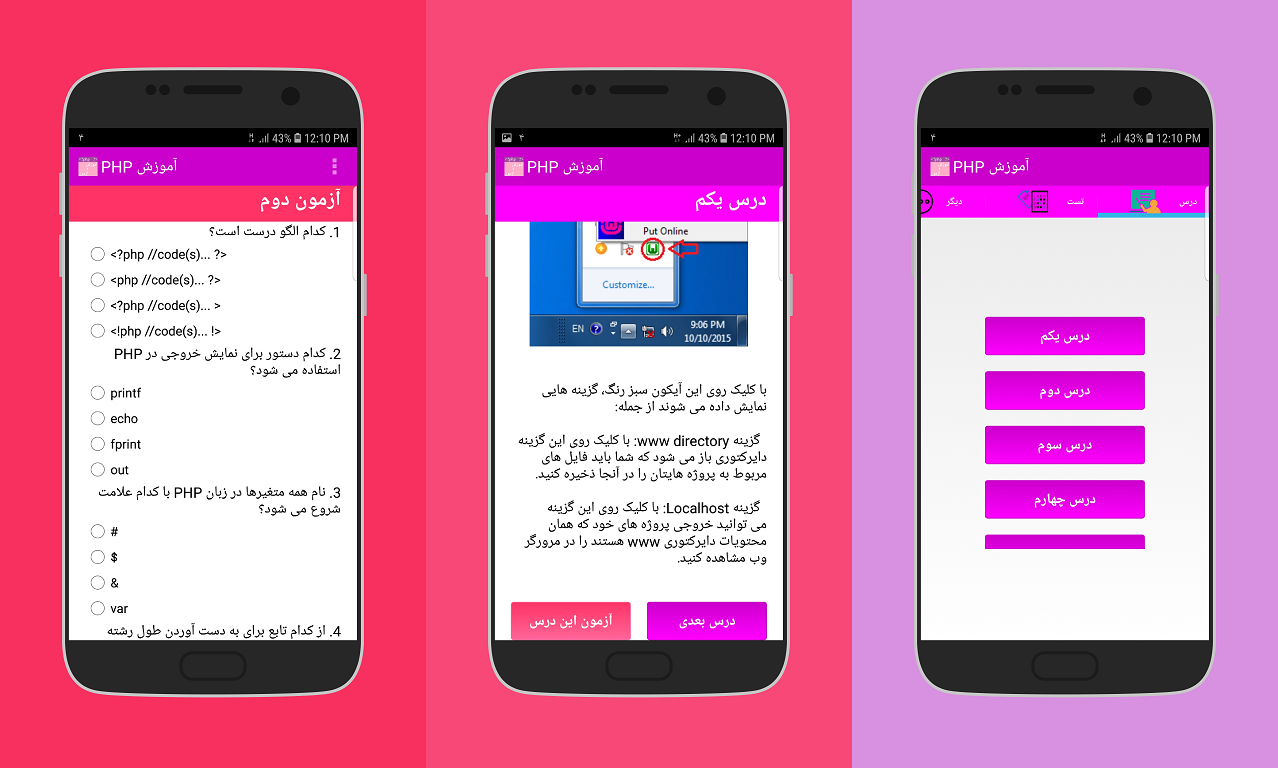 ۴
43% 12:10 PM
آموزش PHP
آزمون دوم
1. کدام الگو درست است؟
<?php //code(s)... ?>
<php //code(s)... ?>
<?php //code(s)... >
<!php //code(s)... !>
2. کدام دستور برای نمایش خروجی در PHP
استفاده می شود؟
printf
echo
fprint
out
3. نام همه متغیرها در زبان PHP با کدام علامت
شروع می شود؟
#
$
&
var
4. از کدام تابع برای به دست آوردن طول رشته
۴
H+ 43% 12:10 PM
آموزش PHP
درس یکم
Put Online
Customize...
EN
9:06 PM
10/10/2015
با کلیک روی این آیکون سبز رنگ، گزینه هایی
نمایش داده می شوند از جمله:
گزینه www directory: با کلیک روی این گزینه
دایرکتوری باز می شود که شما باید فایل های
مربوط به پروژه هایتان را در آنجا ذخیره کنید.
گزینه Localhost: با کلیک روی این گزینه
می توانید خروجی پروژه های خود که همان
محتویات دایرکتوری www هستند را در مرورگر
وب مشاهده کنید.
درس بعدی
آزمون این درس
۴
43% 12:10 PM
آموزش PHP
درس
تست
دیگر
درس یکم
درس دوم
درس سوم
درس چهارم